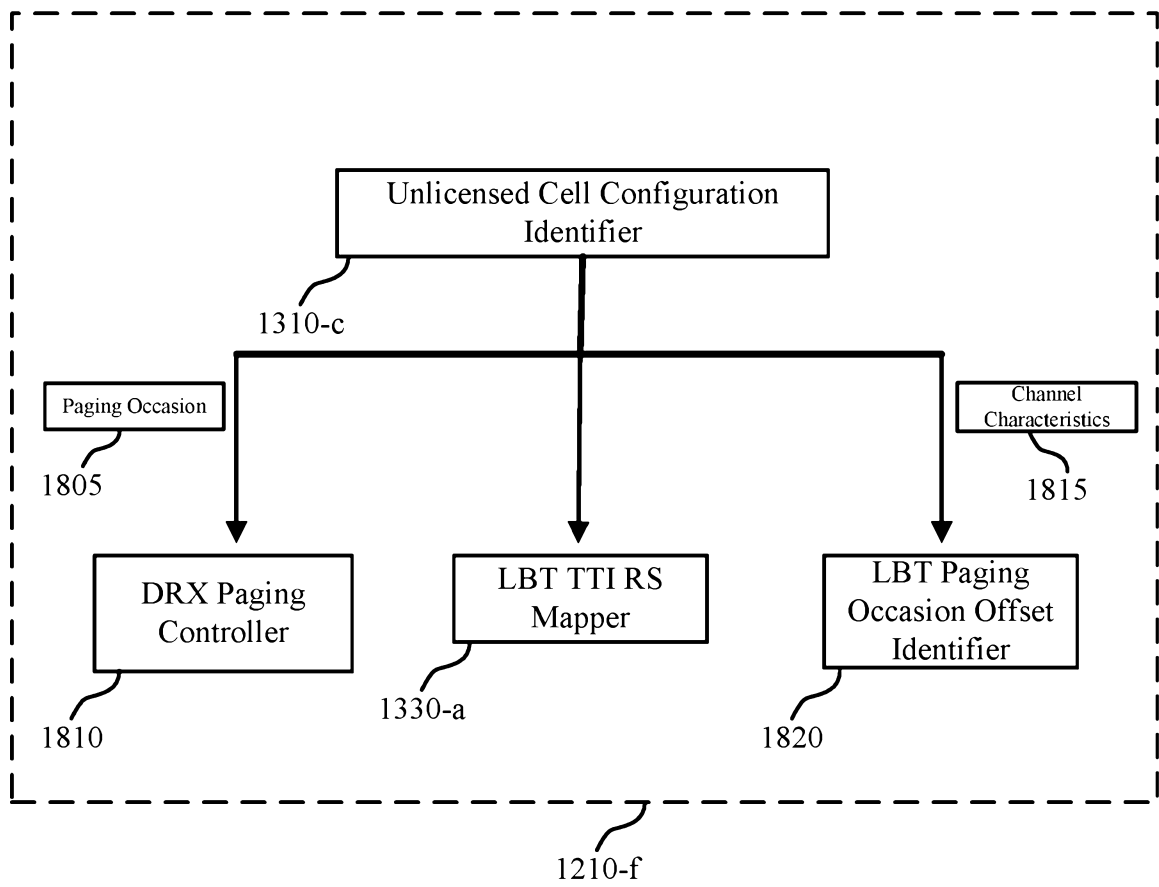 Unlicensed Cell Configuration
Identifier
1310-c
Paging Occasion
1805
Channel
Characteristics
1815
DRX Paging
Controller
1810
LBT TTI RS
Mapper
1330-a
LBT Paging
Occasion Offset
Identifier
1820
1210-f